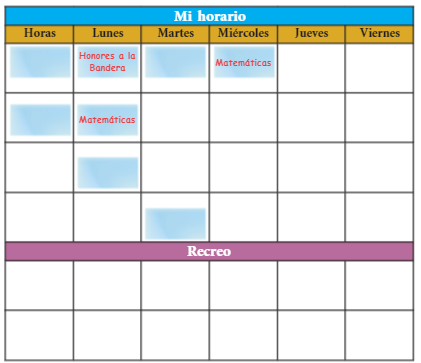 Mi horario
Horas Lunes Martes Miércoles Jueves Viernes
Honores a la
Bandera
Matemáticas
Matemáticas
Recreo